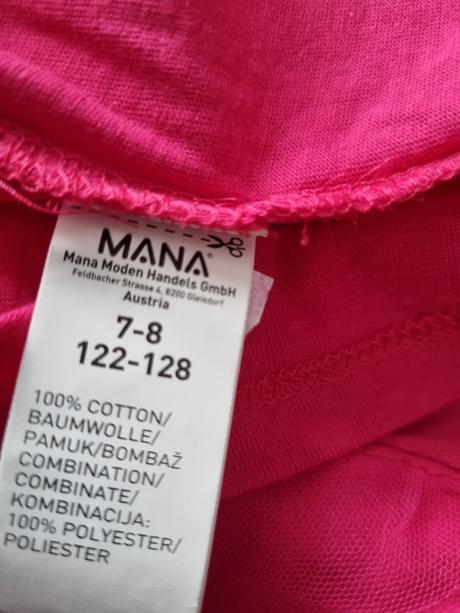 MANA
Mana Moden Handels GmbH
Feldbacher Strasse 4, 8200 Gleisdorf
Austria
7-8
122-128
100% COTTON/
BAUMWOLLE/
PAMUK/BOMBAŽ
COMBINATION/
COMBINATE/
KOMBINACIJA:
100% POLYESTER/
POLIESTER